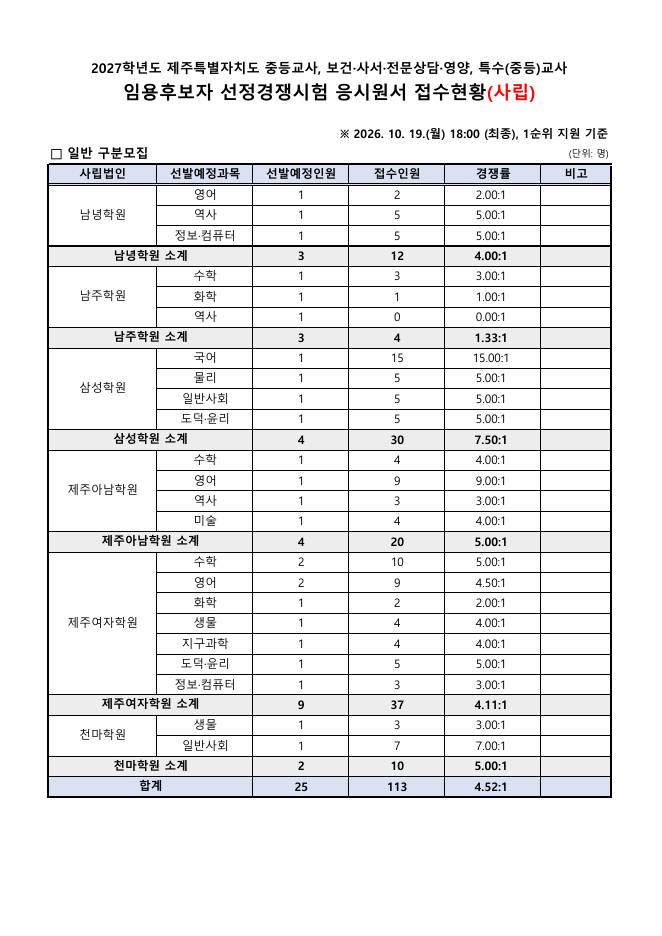 2027학년도 제주특별자치도 중등교사, 보건·사서·전문상담·영양, 특수(중등)교사
임용후보자 선정경쟁시험 응시원서 접수현황(사립)
※ 2026. 10. 19.(월) 18:00 (최종), 1순위 지원 기준
□ 일반 구분모집 (단위: 명)
사립법인 선발예정과목 선발예정인원 접수인원 경쟁률 비고
남녕학원 영어 1 2 2.00:1
역사 1 5 5.00:1
정보·컴퓨터 1 5 5.00:1
남녕학원 소계 3 12 4.00:1
남주학원 수학 1 3 3.00:1
화학 1 1 1.00:1
역사 1 0 0.00:1
남주학원 소계 3 4 1.33:1
삼성학원 국어 1 15 15.00:1
물리 1 5 5.00:1
일반사회 1 5 5.00:1
도덕·윤리 1 5 5.00:1
삼성학원 소계 4 30 7.50:1
제주아남학원 수학 1 4 4.00:1
영어 1 9 9.00:1
역사 1 3 3.00:1
미술 1 4 4.00:1
제주아남학원 소계 4 20 5.00:1
제주여자학원 수학 2 10 5.00:1
영어 2 9 4.50:1
화학 1 2 2.00:1
생물 1 4 4.00:1
지구과학 1 4 4.00:1
도덕·윤리 1 5 5.00:1
정보·컴퓨터 1 3 3.00:1
제주여자학원 소계 9 37 4.11:1
천마학원 생물 1 3 3.00:1
일반사회 1 7 7.00:1
천마학원 소계 2 10 5.00:1
합계 25 113 4.52:1